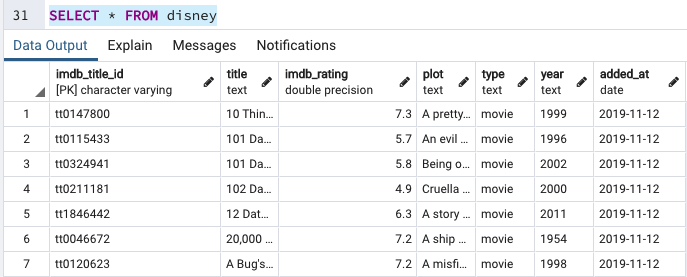 31 SELECT * FROM disney
Data Output Explain Messages Notifications
imdb_title_id title imdb_rating plot type year added_at
[PK] character varying text double precision text text text date
1 tt0147800 10 Thin... 7.3 A pretty... movie 1999 2019-11-12
2 tt0115433 101 Da... 5.7 An evil ... movie 1996 2019-11-12
3 tt0324941 101 Da... 5.8 Being o... movie 2002 2019-11-12
4 tt0211181 102 Da... 4.9 Cruella ... movie 2000 2019-11-12
5 tt1846442 12 Dat... 6.3 A story ... movie 2011 2019-11-12
6 tt0046672 20,000 ... 7.2 A ship ... movie 1954 2019-11-12
7 tt0120623 A Bug's... 7.2 A misfi... movie 1998 2019-11-12